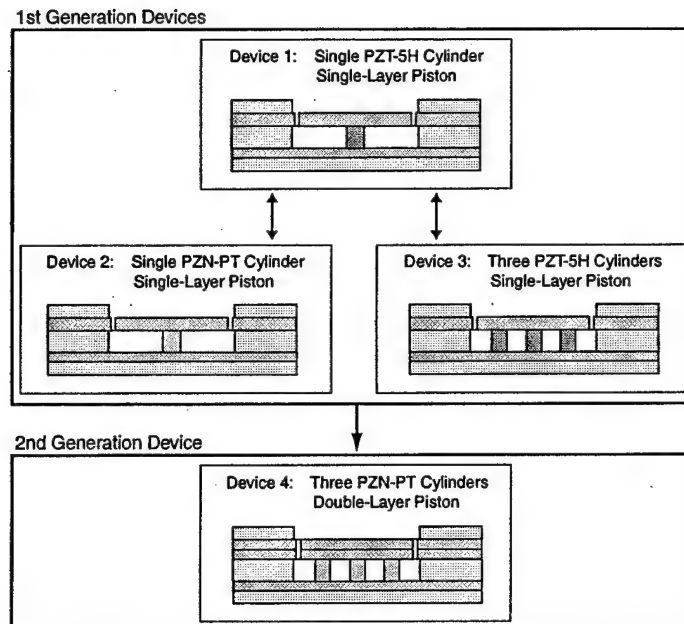 1st Generation Devices
Device 1: Single PZT-5H Cylinder
Single-Layer Piston
Device 2: Single PZN-PT Cylinder
Single-Layer Piston
Device 3: Three PZT-5H Cylinders
Single-Layer Piston
2nd Generation Device
Device 4: Three PZN-PT Cylinders
Double-Layer Piston